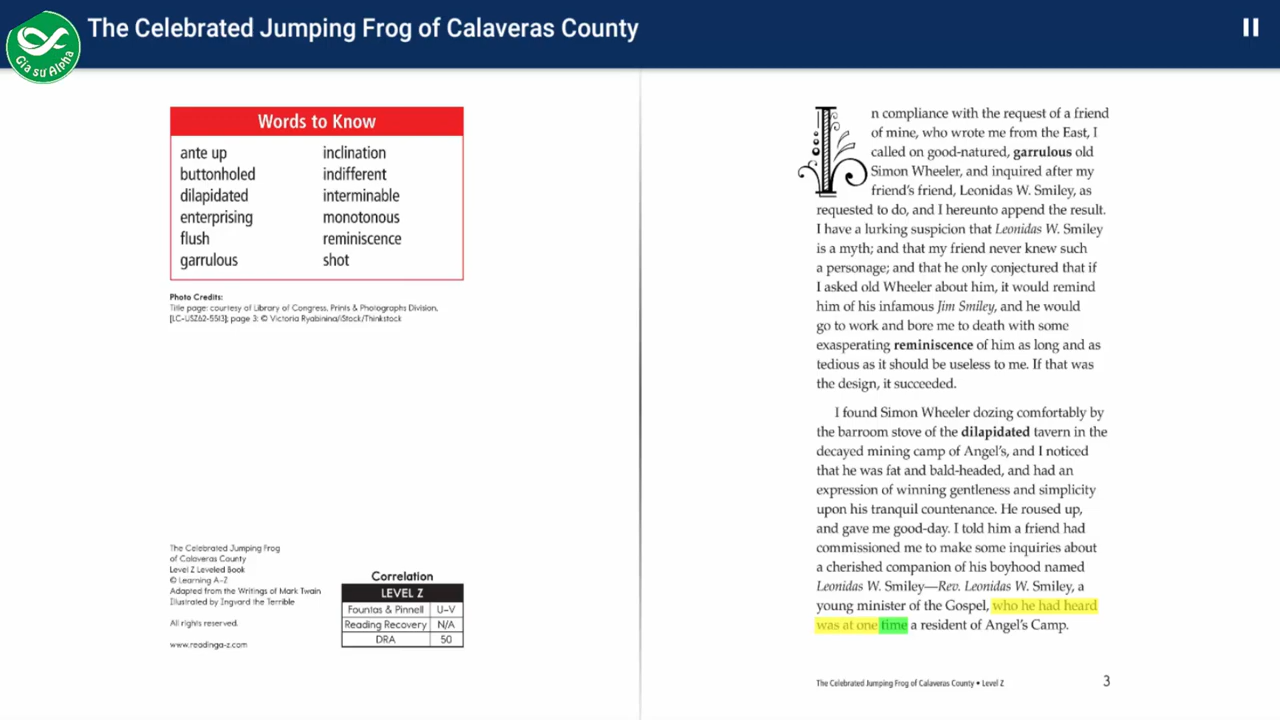 Gia sư Alpha
The Celebrated Jumping Frog of Calaveras County
Words to Know
ante up inclination
buttonholed indifferent
dilapidated interminable
enterprising monotonous
flush reminiscence
garrulous shot
Photo Credits:
Title page: courtesy of Library of Congress, Prints & Photographs Division,
[LC-USZ62-5513]; page 3: © Victoria Ryabinina/iStock/Thinkstock
The Celebrated Jumping Frog
of Calaveras County
Level Z Leveled Book
© Learning A–Z
Adapted from the Writings of Mark Twain
Illustrated by Ingvard the Terrible
All rights reserved.
www.readinga-z.com
Correlation
LEVEL Z
Fountas & Pinnell U–V
Reading Recovery N/A
DRA 50
In compliance with the request of a friend
of mine, who wrote me from the East, I
called on good-natured, garrulous old
Simon Wheeler, and inquired after my
friend's friend, Leonidas W. Smiley, as
requested to do, and I hereunto append the result.
I have a lurking suspicion that Leonidas W. Smiley
is a myth; and that my friend never knew such
a personage; and that he only conjectured that if
I asked old Wheeler about him, it would remind
him of his infamous Jim Smiley, and he would
go to work and bore me to death with some
exasperating reminiscence of him as long and as
tedious as it should be useless to me. If that was
the design, it succeeded.
I found Simon Wheeler dozing comfortably by
the barroom stove of the dilapidated tavern in the
decayed mining camp of Angel's, and I noticed
that he was fat and bald-headed, and had an
expression of winning gentleness and simplicity
upon his tranquil countenance. He roused up,
and gave me good-day. I told him a friend had
commissioned me to make some inquiries about
a cherished companion of his boyhood named
Leonidas W. Smiley—Rev. Leonidas W. Smiley, a
young minister of the Gospel, who he had heard
was at one time a resident of Angel's Camp.
The Celebrated Jumping Frog of Calaveras County • Level Z 3